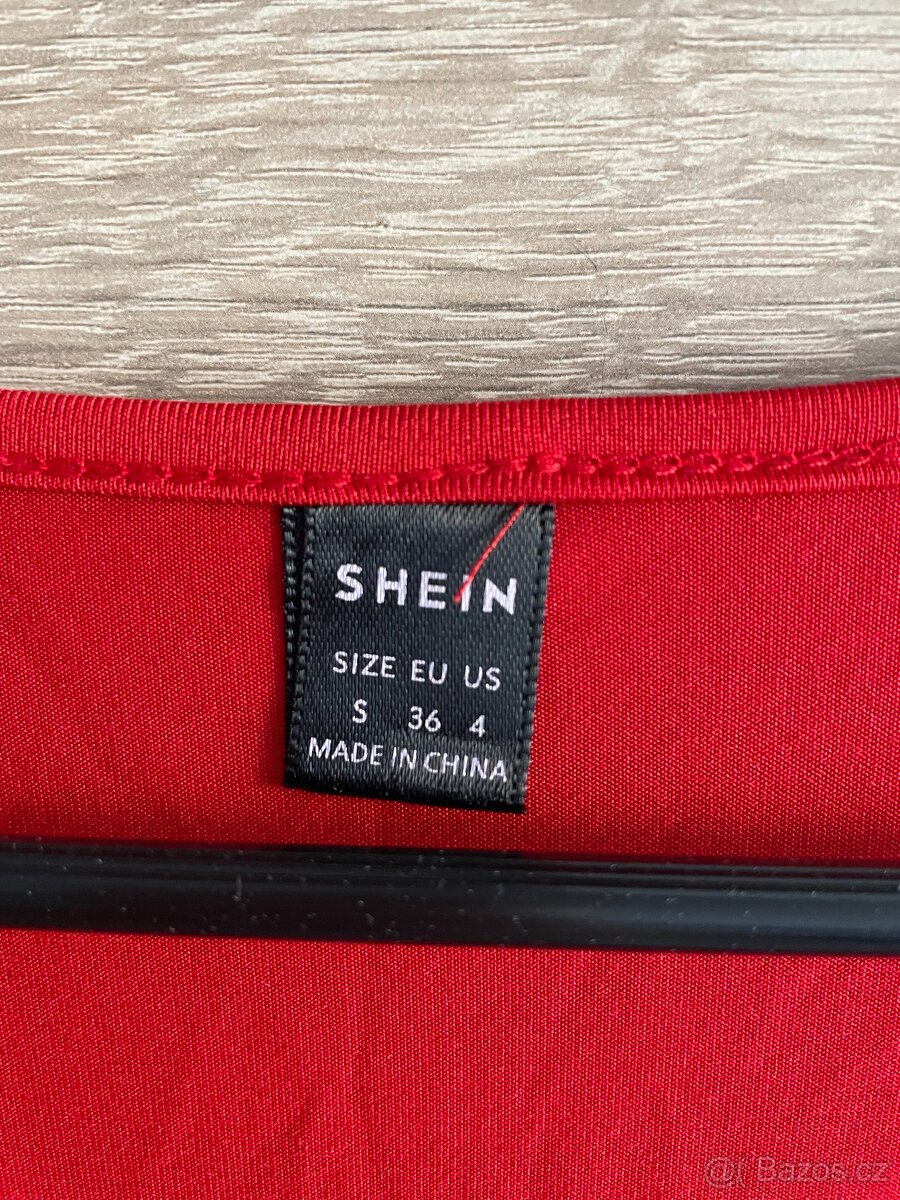 SHEIN
SIZE EU US
S 36 4
MADE IN CHINA
Bazos.cz